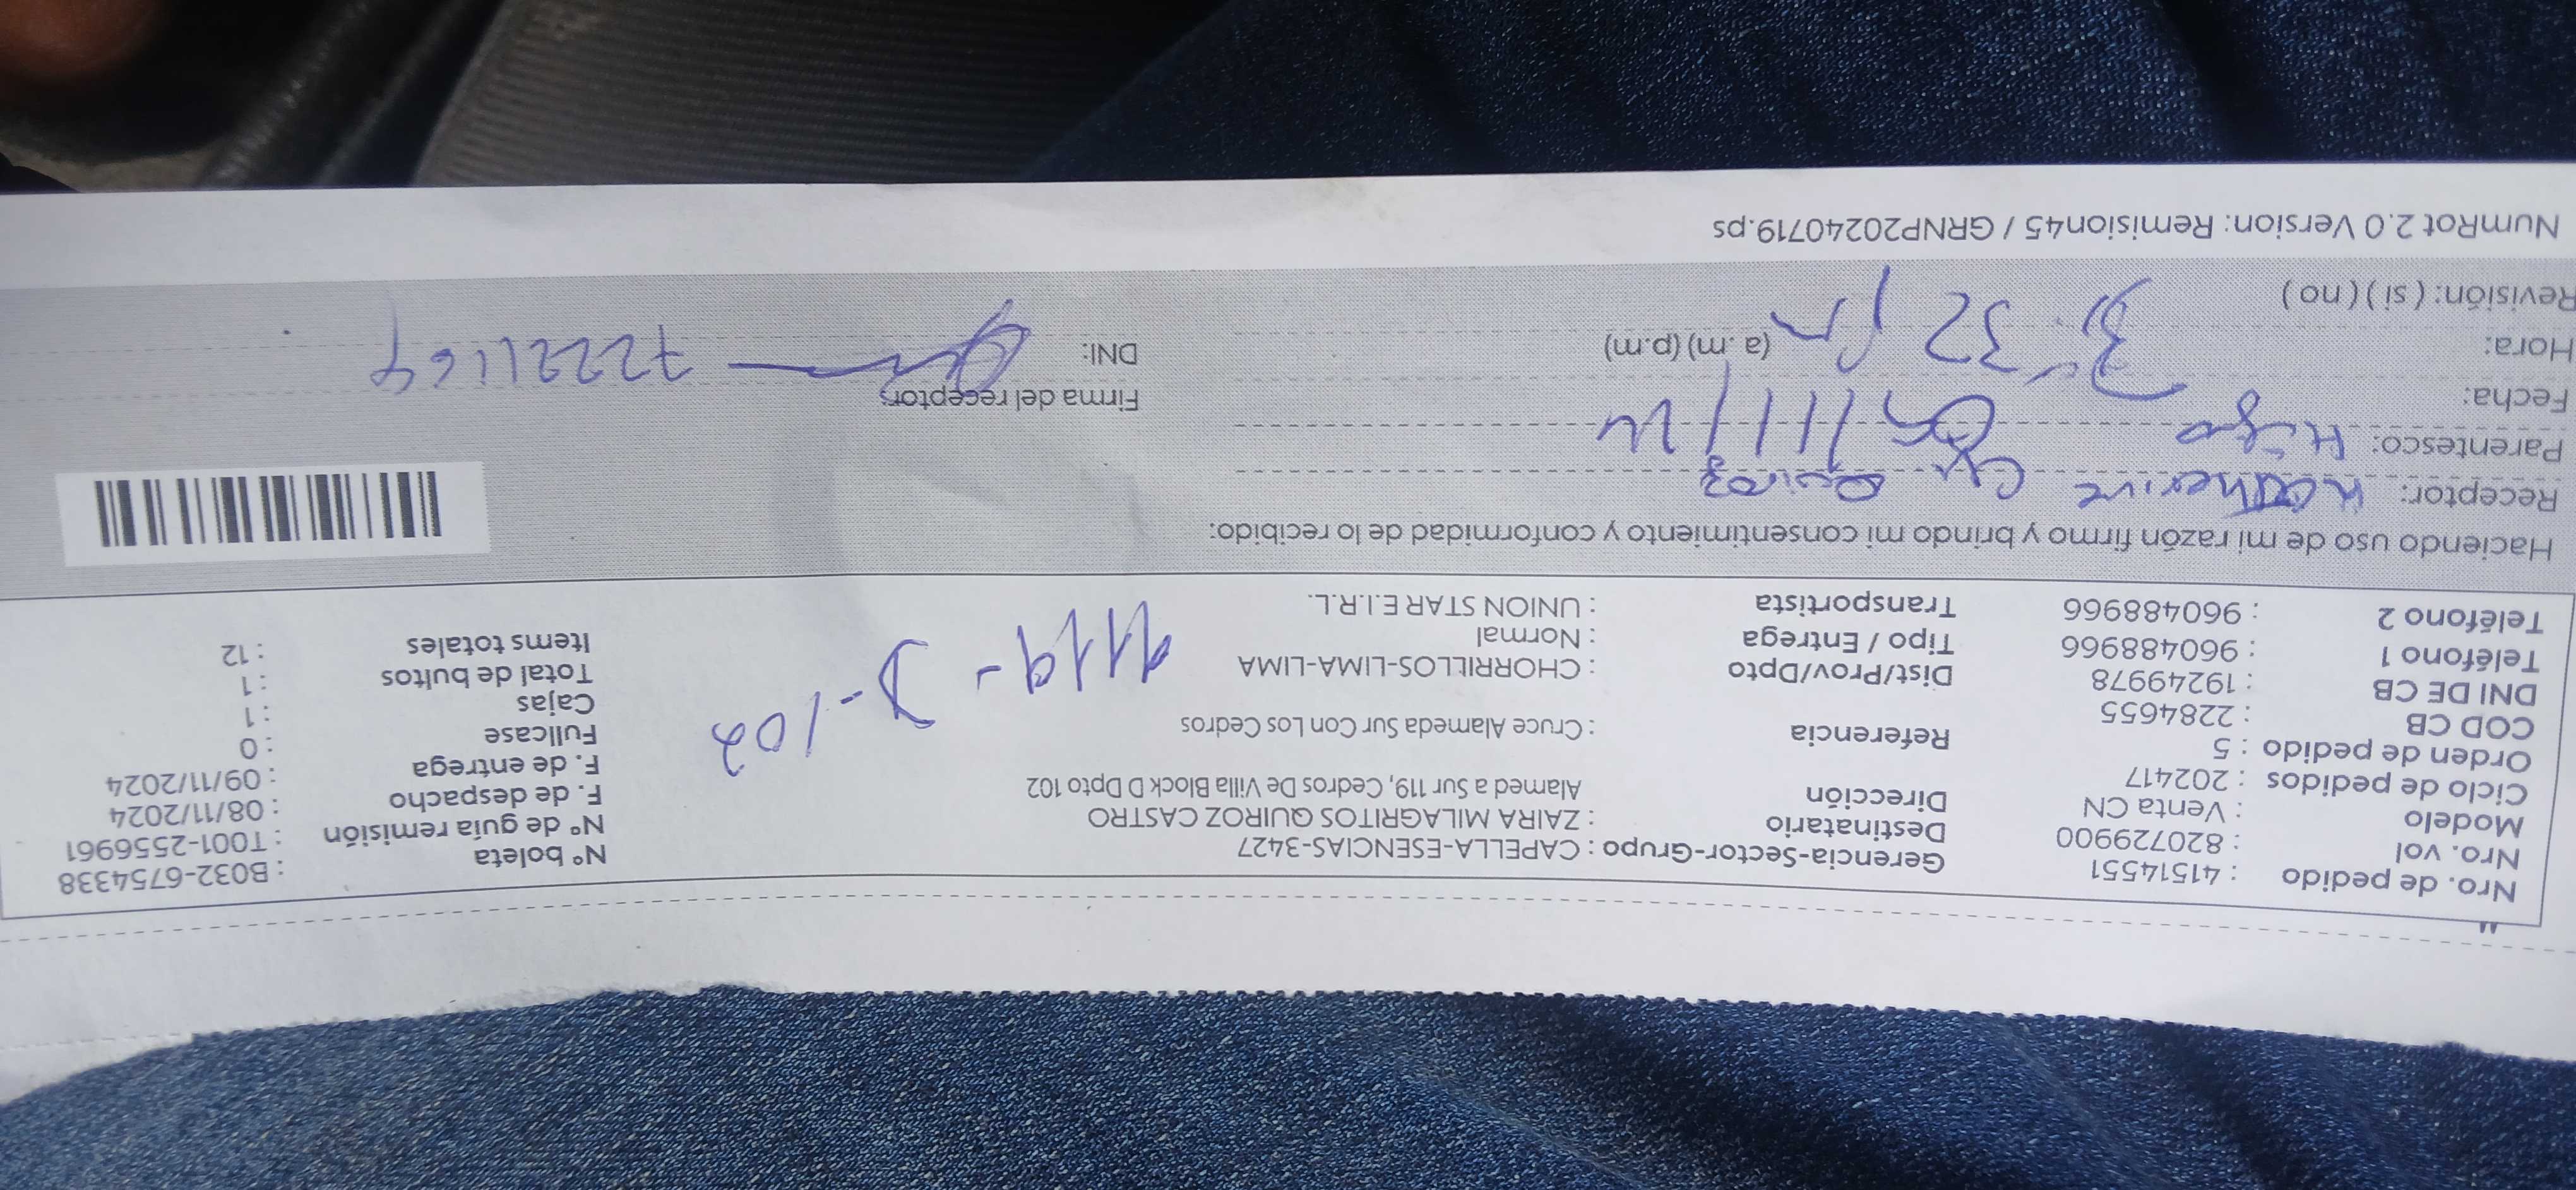 Nro. de pedido : 41514551 Gerencia-Sector-Grupo : CAPELLA-ESENCIAS-3427 N° boleta : B032-6754338
Nro. vol : 820729900 Destinatario : ZAIRA MILAGRITOS QUIROZ CASTRO N° de guía remisión : T001-2556961
Modelo : Venta CN Dirección Alamed a Sur 119, Cedros De Villa Block D Dpto 102 F. de despacho : 08/11/2024
Ciclo de pedidos : 202417 F. de entrega : 09/11/2024
Orden de pedido : 5 Referencia : Cruce Alameda Sur Con Los Cedros Fullcase : 0
COD CB : 2284655 Cajas : 1
DNI DE CB : 19249978 Dist/Prov/Dpto : CHORRILLOS-LIMA-LIMA Total de bultos : 1
Teléfono 1 : 960488966 Tipo / Entrega : Normal Items totales : 12
Teléfono 2 : 960488966 Transportista : UNION STAR E.I.R.L.
119 - D - 102
Haciendo uso de mi razón firmo y brindo mi consentimiento y conformidad de lo recibido:
Receptor: Katherine Quiroz
Parentesco:
Fecha: /11/24 Firma del receptor:
Hora: 3:32 pm (a .m) (p.m) DNI: 72221164
Revisión: ( si ) ( no )
NumRot 2.0 Version: Remision45 / GRNP20240719.ps